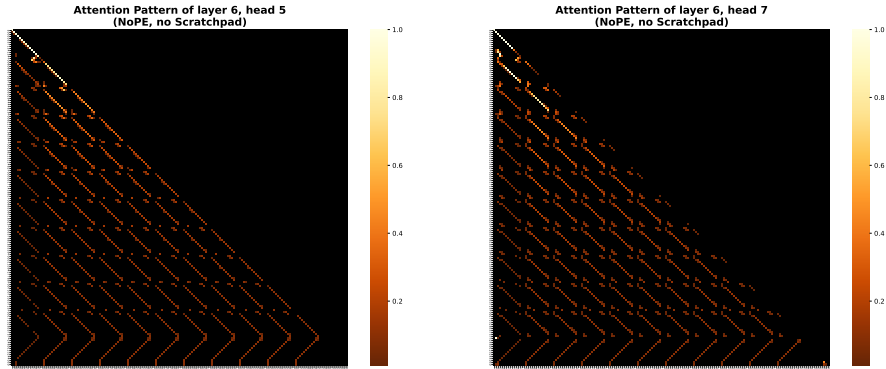 Attention Pattern of layer 6, head 5
(NoPE, no Scratchpad)
1.0
0.8
0.6
0.4
0.2
Attention Pattern of layer 6, head 7
(NoPE, no Scratchpad)
1.0
0.8
0.6
0.4
0.2